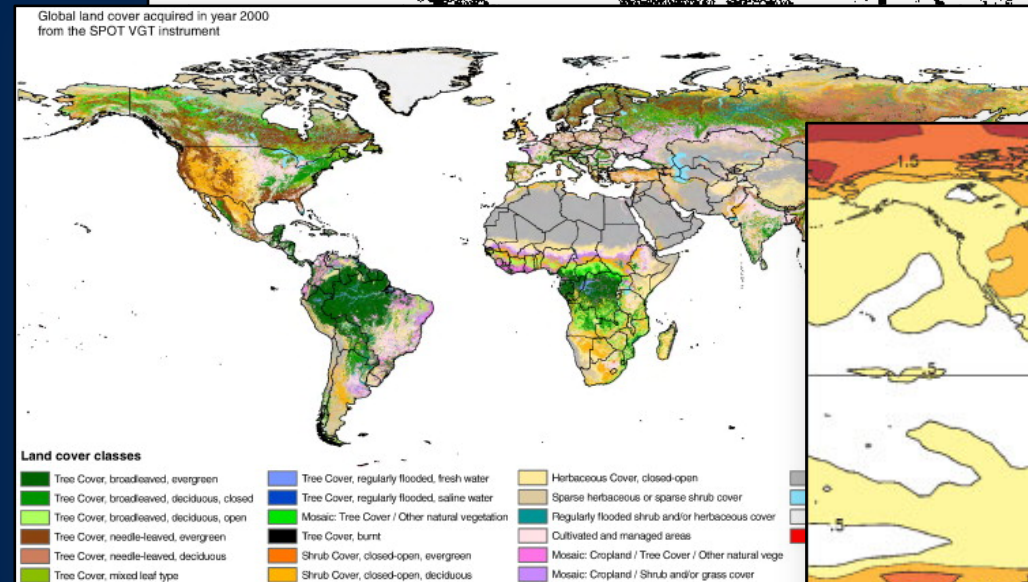 Global land cover acquired in year 2000
from the SPOT VGT instrument
1.5
.5
.5
Land cover classes
Tree Cover, broadleaved, evergreen
Tree Cover, broadleaved, deciduous, closed
Tree Cover, broadleaved, deciduous, open
Tree Cover, needle-leaved, evergreen
Tree Cover, needle-leaved, deciduous
Tree Cover, mixed leaf type
Tree Cover, regularly flooded, fresh water
Tree Cover, regularly flooded, saline water
Mosaic: Tree Cover / Other natural vegetation
Tree Cover, burnt
Shrub Cover, closed-open, evergreen
Shrub Cover, closed-open, deciduous
Herbaceous Cover, closed-open
Sparse herbaceous or sparse shrub cover
Regularly flooded shrub and/or herbaceous cover
Cultivated and managed areas
Mosaic: Cropland / Tree Cover / Other natural vege
Mosaic: Cropland / Shrub and/or grass cover